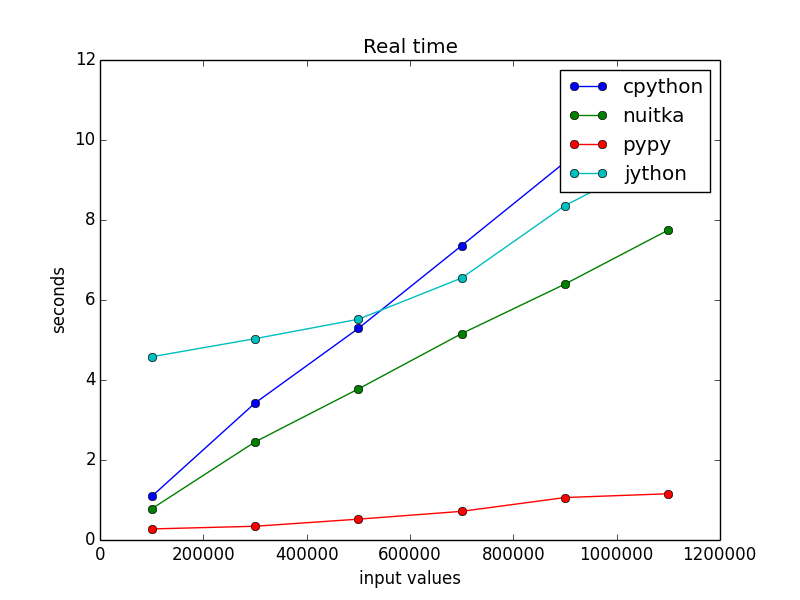 Real time
12
10
8
6
4
2
0
seconds
cpython
nuitka
pypy
jython
0
200000
400000
600000
800000
1000000
1200000
input values